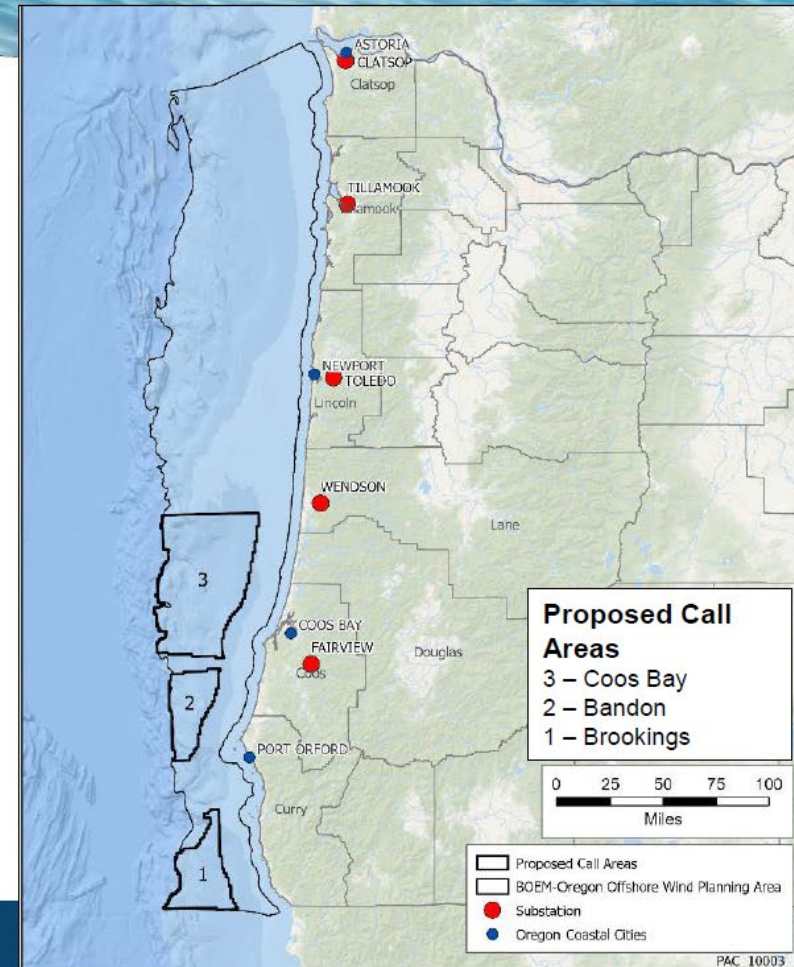 ASTORIA
CLATSOP
Clatsop
TILLAMOOK
NEWPORT
TOLEDO
Lincoln
WENDSON
Lane
3
COOS BAY
FAIRVIEW
Coos
Douglas
2
PORT ORFORD
Curry
1
Proposed Call
Areas
3 – Coos Bay
2 – Bandon
1 – Brookings
0 25 50 75 100
Miles
Proposed Call Areas
BOEM-Oregon Offshore Wind Planning Area
Substation
Oregon Coastal Cities
PAC_10003